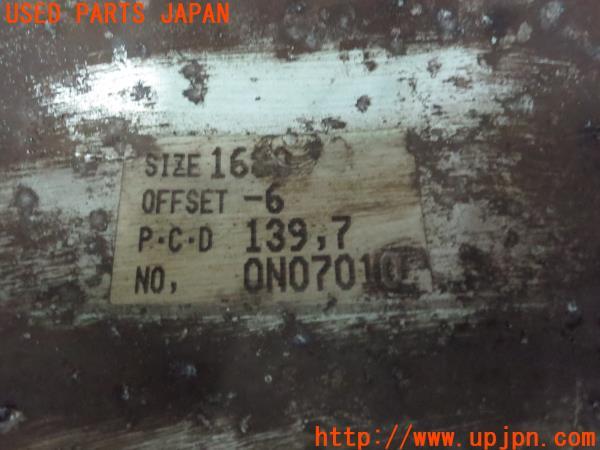 USED PARTS JAPAN
SIZE
OFFSET -6
P·C·D 139,7
NO,
http://www.upjpn.com